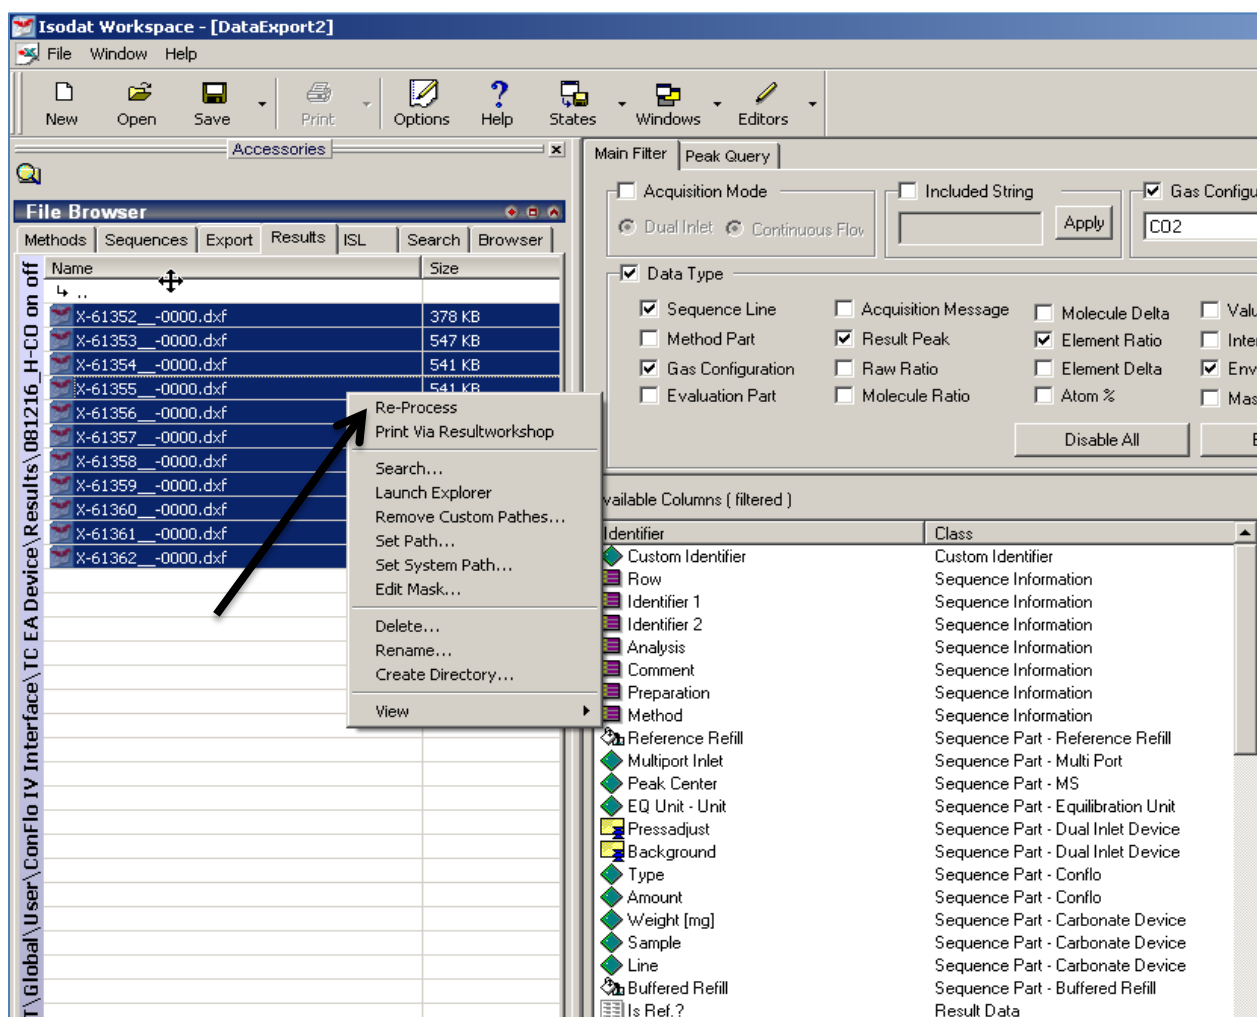 Isodat Workspace - [DataExport2]
File Window Help
New Open Save Print Options Help States Windows Editors
Accessories
File Browser
Methods Sequences Export Results ISL Search Browser
Name Size
..
X-61352__-0000.dxf 378 KB
X-61353__-0000.dxf 547 KB
X-61354__-0000.dxf 541 KB
X-61355__-0000.dxf 541 KB
X-61356__-0000.dxf
X-61357__-0000.dxf
X-61358__-0000.dxf
X-61359__-0000.dxf
X-61360__-0000.dxf
X-61361__-0000.dxf
X-61362__-0000.dxf
T\Global\User\ConFlo IV Interface\TC EA Device\Results\081216_H-CO on off
Re-Process
Print Via Resultworkshop
Search...
Launch Explorer
Remove Custom Pathes...
Set Path...
Set System Path...
Edit Mask...
Delete...
Rename...
Create Directory...
View
Main Filter Peak Query
Acquisition Mode Included String Gas Configu
Dual Inlet Continuous Flow Apply CO2
Data Type
Sequence Line Acquisition Message Molecule Delta Valu
Method Part Result Peak Element Ratio Inter
Gas Configuration Raw Ratio Element Delta Env
Evaluation Part Molecule Ratio Atom % Mas
Disable All E
vailable Columns ( filtered )
Identifier Class
Custom Identifier Custom Identifier
Row Sequence Information
Identifier 1 Sequence Information
Identifier 2 Sequence Information
Analysis Sequence Information
Comment Sequence Information
Preparation Sequence Information
Method Sequence Information
Reference Refill Sequence Part - Reference Refill
Multiport Inlet Sequence Part - Multi Port
Peak Center Sequence Part - MS
EQ Unit - Unit Sequence Part - Equilibration Unit
Pressadjust Sequence Part - Dual Inlet Device
Background Sequence Part - Dual Inlet Device
Type Sequence Part - Conflo
Amount Sequence Part - Conflo
Weight [mg] Sequence Part - Carbonate Device
Sample Sequence Part - Carbonate Device
Line Sequence Part - Carbonate Device
Buffered Refill Sequence Part - Buffered Refill
Is Ref.? Result Data